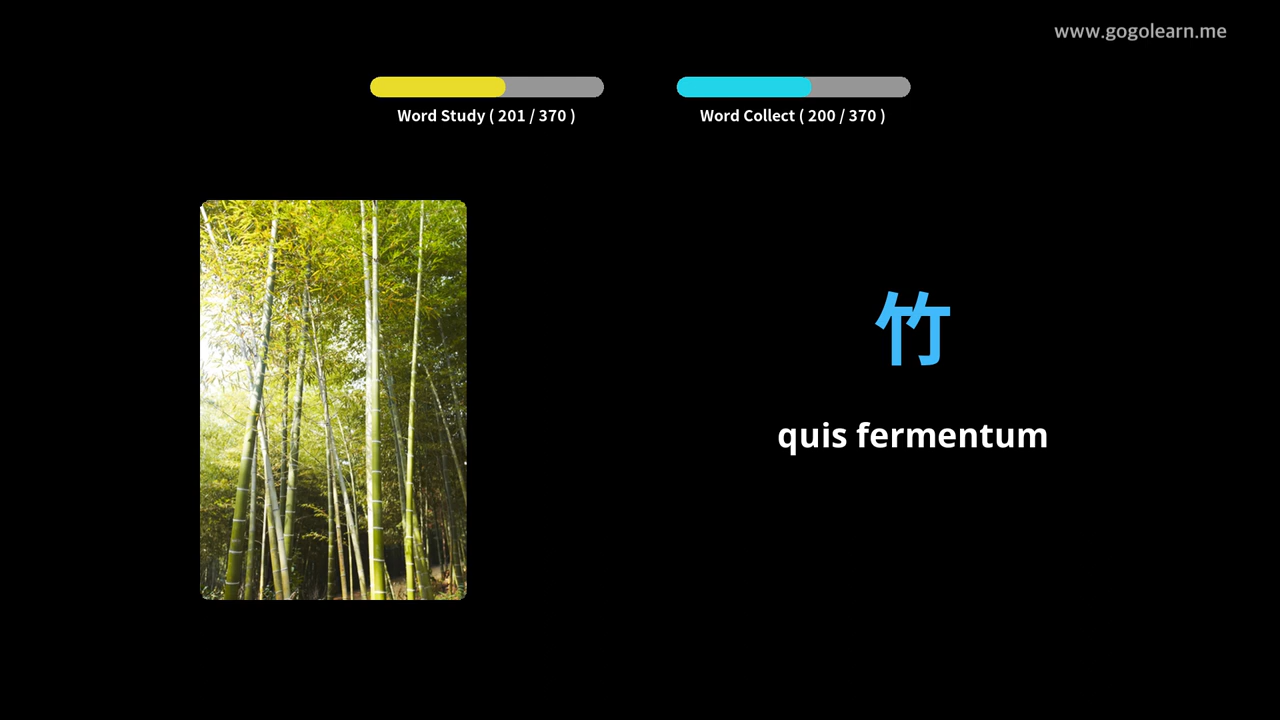 www.gogolearn.me
Word Study ( 201 / 370 )
Word Collect ( 200 / 370 )
竹
quis fermentum